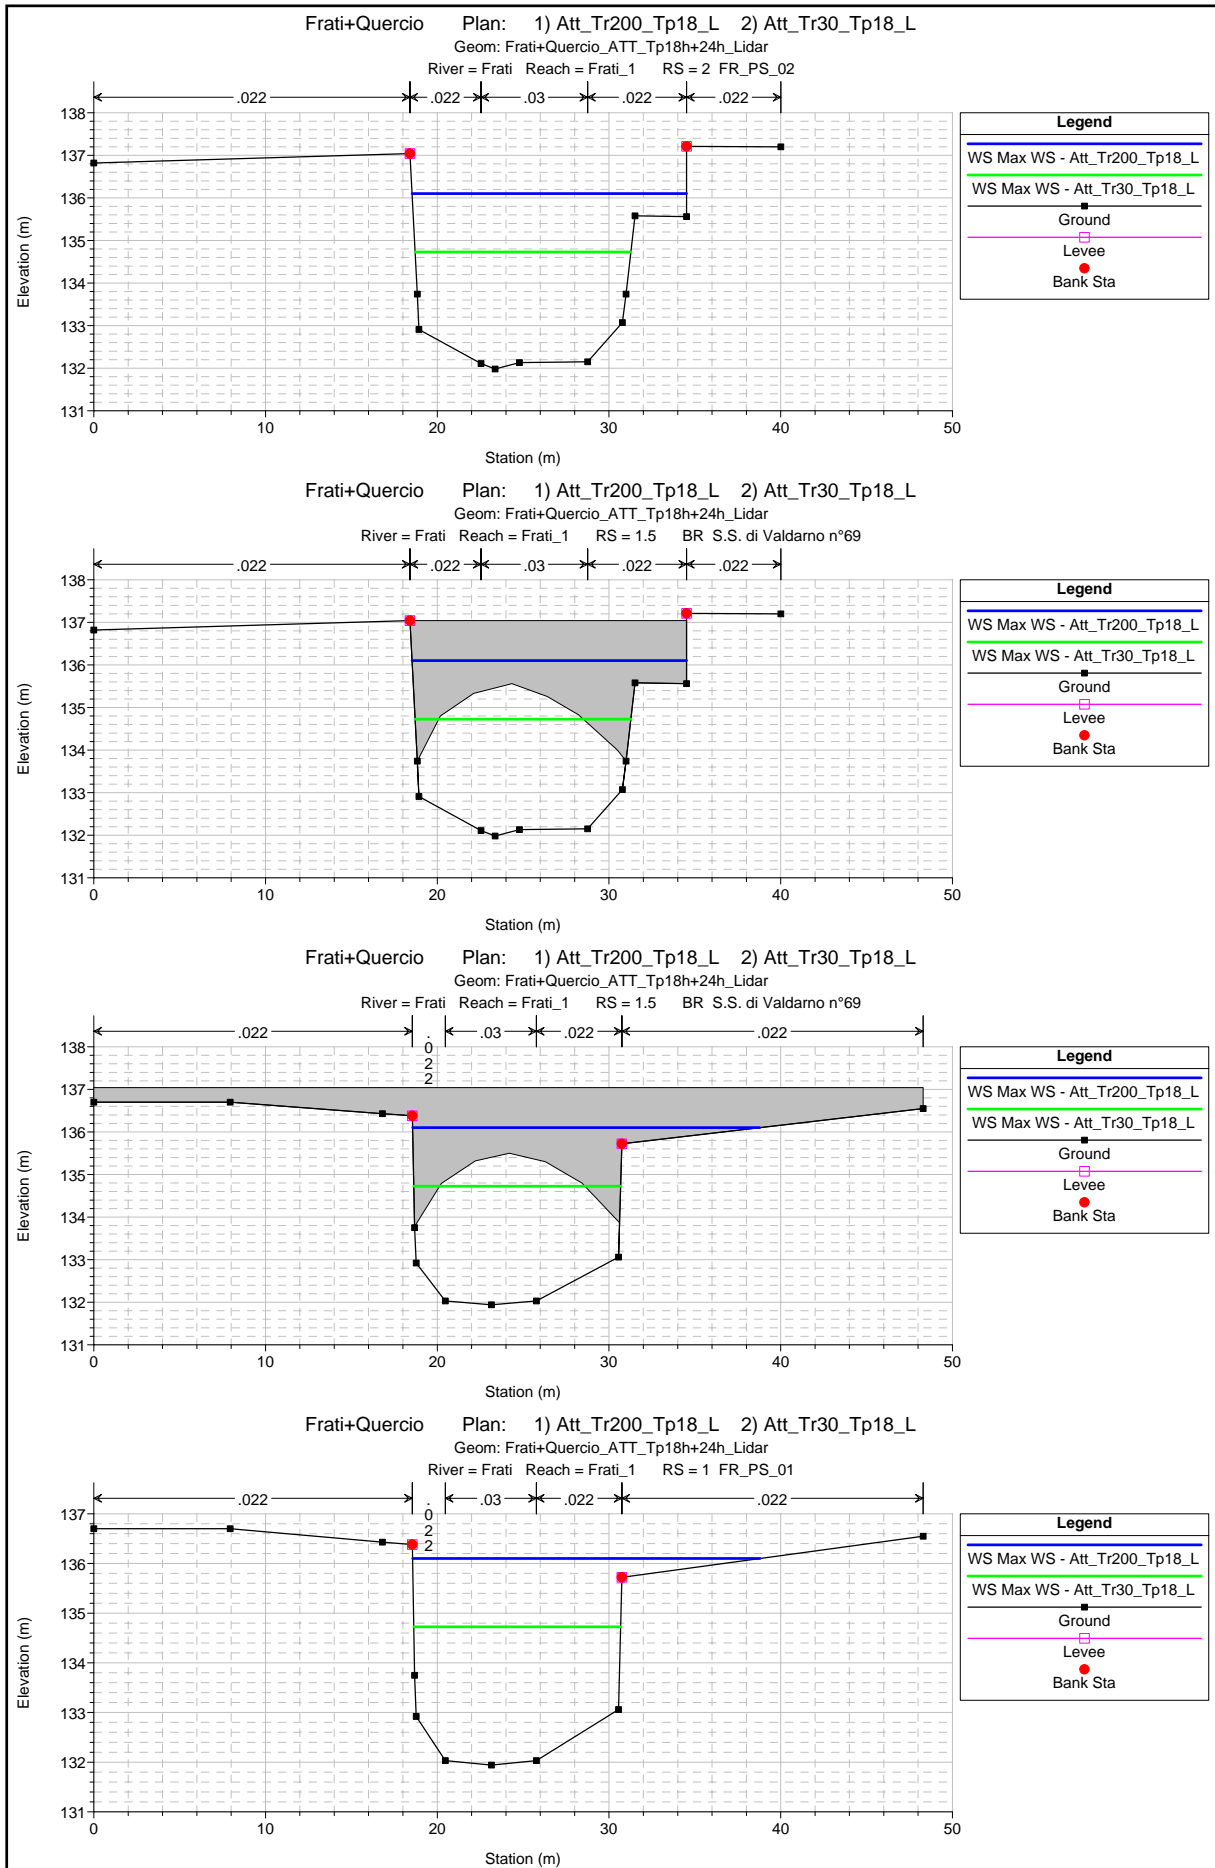 Frati+Quercio Plan: 1) Att_Tr200_Tp18_L 2) Att_Tr30_Tp18_L
Geom: Frati+Quercio_ATT_Tp18h+24h_Lidar
River = Frati Reach = Frati_1 RS = 2 FR_PS_02
.022 .022 .03 .022 .022
138
137
136
135
134
133
132
131
Elevation (m)
0 10 20 30 40 50
Station (m)
Legend
WS Max WS - Att_Tr200_Tp18_L
WS Max WS - Att_Tr30_Tp18_L
Ground
Levee
Bank Sta
Frati+Quercio Plan: 1) Att_Tr200_Tp18_L 2) Att_Tr30_Tp18_L
Geom: Frati+Quercio_ATT_Tp18h+24h_Lidar
River = Frati Reach = Frati_1 RS = 1.5 BR S.S. di Valdarno n°69
.022 .022 .03 .022 .022
138
137
136
135
134
133
132
131
Elevation (m)
0 10 20 30 40 50
Station (m)
Legend
WS Max WS - Att_Tr200_Tp18_L
WS Max WS - Att_Tr30_Tp18_L
Ground
Levee
Bank Sta
Frati+Quercio Plan: 1) Att_Tr200_Tp18_L 2) Att_Tr30_Tp18_L
Geom: Frati+Quercio_ATT_Tp18h+24h_Lidar
River = Frati Reach = Frati_1 RS = 1.5 BR S.S. di Valdarno n°69
.022 . .03 .022 .022
0
2
2
138
137
136
135
134
133
132
131
Elevation (m)
0 10 20 30 40 50
Station (m)
Legend
WS Max WS - Att_Tr200_Tp18_L
WS Max WS - Att_Tr30_Tp18_L
Ground
Levee
Bank Sta
Frati+Quercio Plan: 1) Att_Tr200_Tp18_L 2) Att_Tr30_Tp18_L
Geom: Frati+Quercio_ATT_Tp18h+24h_Lidar
River = Frati Reach = Frati_1 RS = 1 FR_PS_01
.022 . .03 .022 .022
0
2
2
137
136
135
134
133
132
131
Elevation (m)
0 10 20 30 40 50
Station (m)
Legend
WS Max WS - Att_Tr200_Tp18_L
WS Max WS - Att_Tr30_Tp18_L
Ground
Levee
Bank Sta